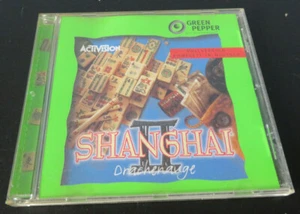 GREEN
PEPPER
ACTIVISION
SHANGHAI
II
Drachenauge